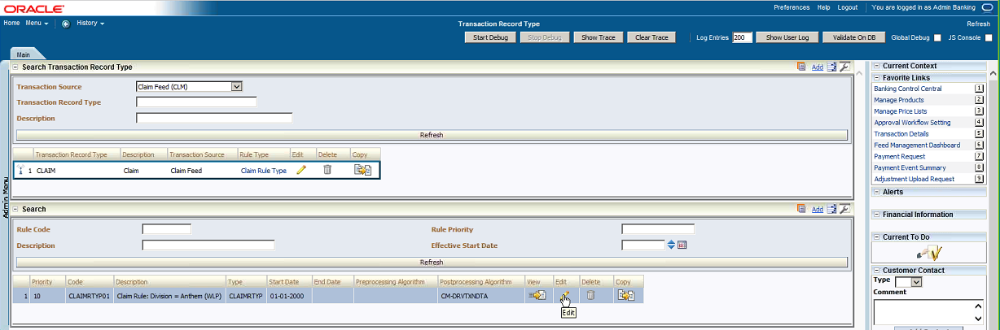 ORACLE
Preferences Help Logout You are logged in as Admin Banking
Home Menu History Transaction Record Type Refresh
Start Debug Stop Debug Show Trace Clear Trace Log Entries 200 Show User Log Validate On DB Global Debug JS Console
Main
Admin Menu
Search Transaction Record Type Add
Transaction Source Claim Feed (CLM)
Transaction Record Type
Description
Refresh
Transaction Record Type Description Transaction Source Rule Type Edit Delete Copy
1 CLAIM Claim Claim Feed Claim Rule Type
Search Add
Rule Code Rule Priority
Description Effective Start Date
Refresh
Priority Code Description Type Start Date End Date Preprocessing Algorithm Postprocessing Algorithm View Edit Delete Copy
1 10 CLAIMRTYP01 Claim Rule: Division = Anthem (WLP) CLAIMRTYP 01-01-2000 CM-DRVTXNDTA
Edit
Current Context
Favorite Links
Banking Control Central 1
Manage Products 2
Manage Price Lists 3
Approval Workflow Setting 4
Transaction Details 5
Feed Management Dashboard 6
Payment Request 7
Payment Event Summary 8
Adjustment Upload Request 9
Alerts
Financial Information
Current To Do
Customer Contact
Type
Comment